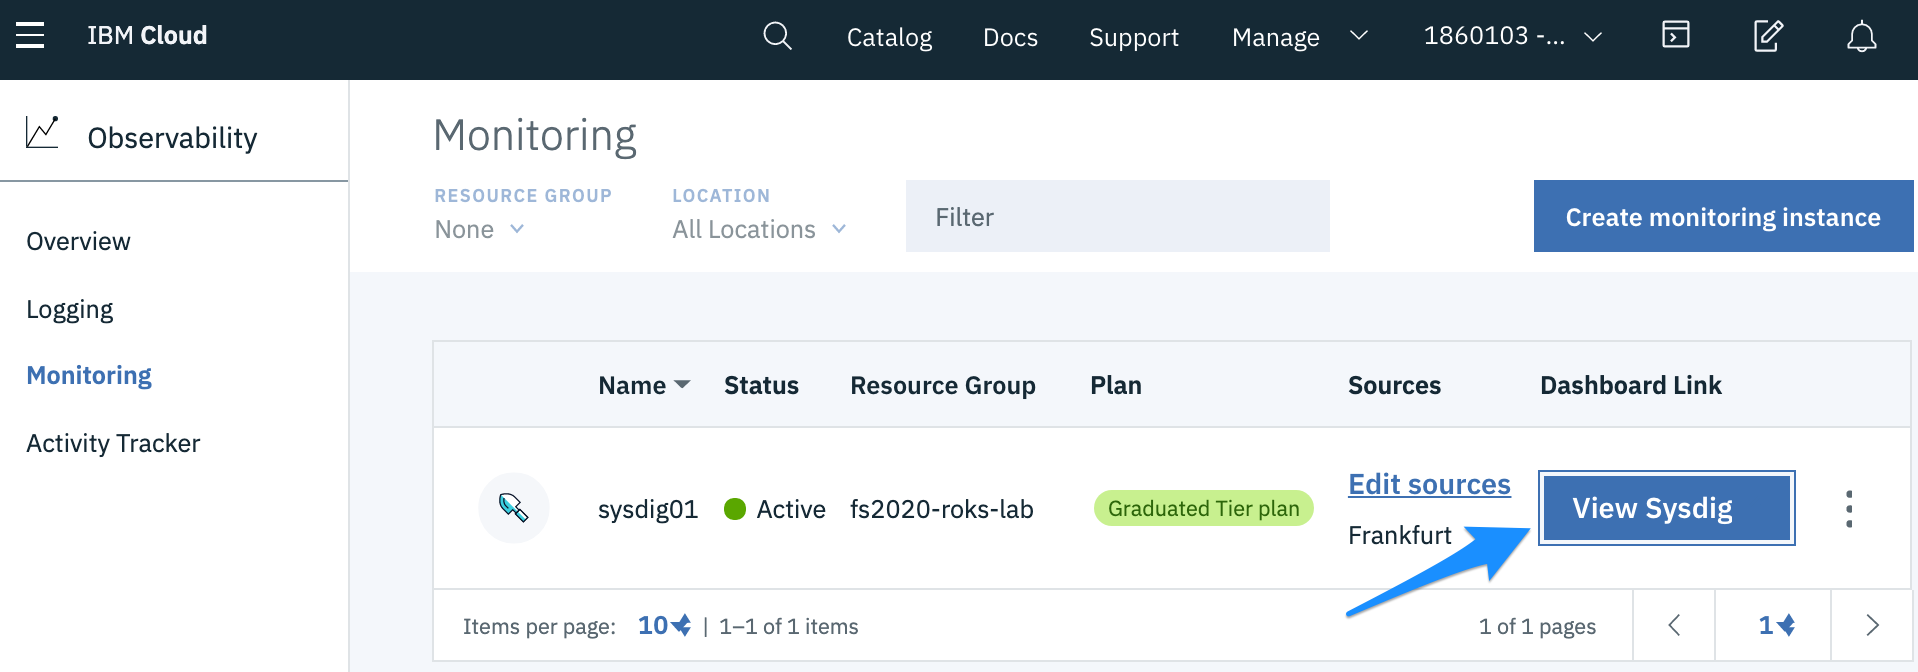 IBM Cloud
Catalog
Docs
Support
Manage
1860103 -...
Observability
Overview
Logging
Monitoring
Activity Tracker
Monitoring
RESOURCE GROUP
None
LOCATION
All Locations
Filter
Create monitoring instance
Name Status Resource Group Plan Sources Dashboard Link
sysdig01 Active fs2020-roks-lab Graduated Tier plan
Edit sources
Frankfurt
View Sysdig
Items per page: 10 | 1–1 of 1 items
1 of 1 pages
1